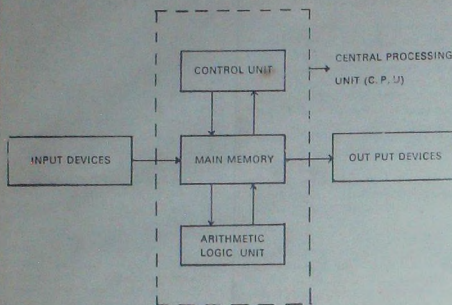 CONTROL UNIT
CENTRAL PROCESSING
UNIT (C. P. U)
INPUT DEVICES
MAIN MEMORY
OUT PUT DEVICES
ARITHMETIC
LOGIC UNIT